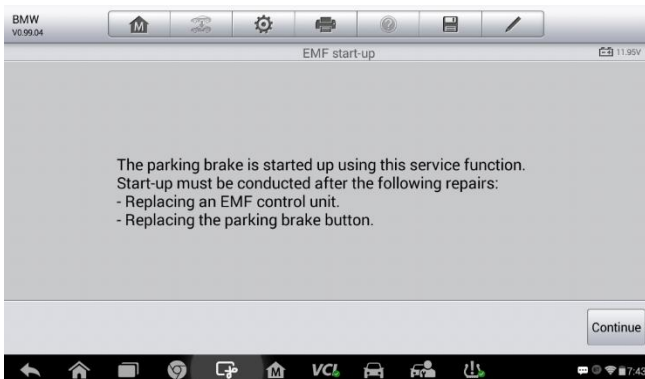 BMW
V0.99.04
M
EMF start-up
11.95V
The parking brake is started up using this service function.
Start-up must be conducted after the following repairs:
- Replacing an EMF control unit.
- Replacing the parking brake button.
Continue
M
VCI
7:43